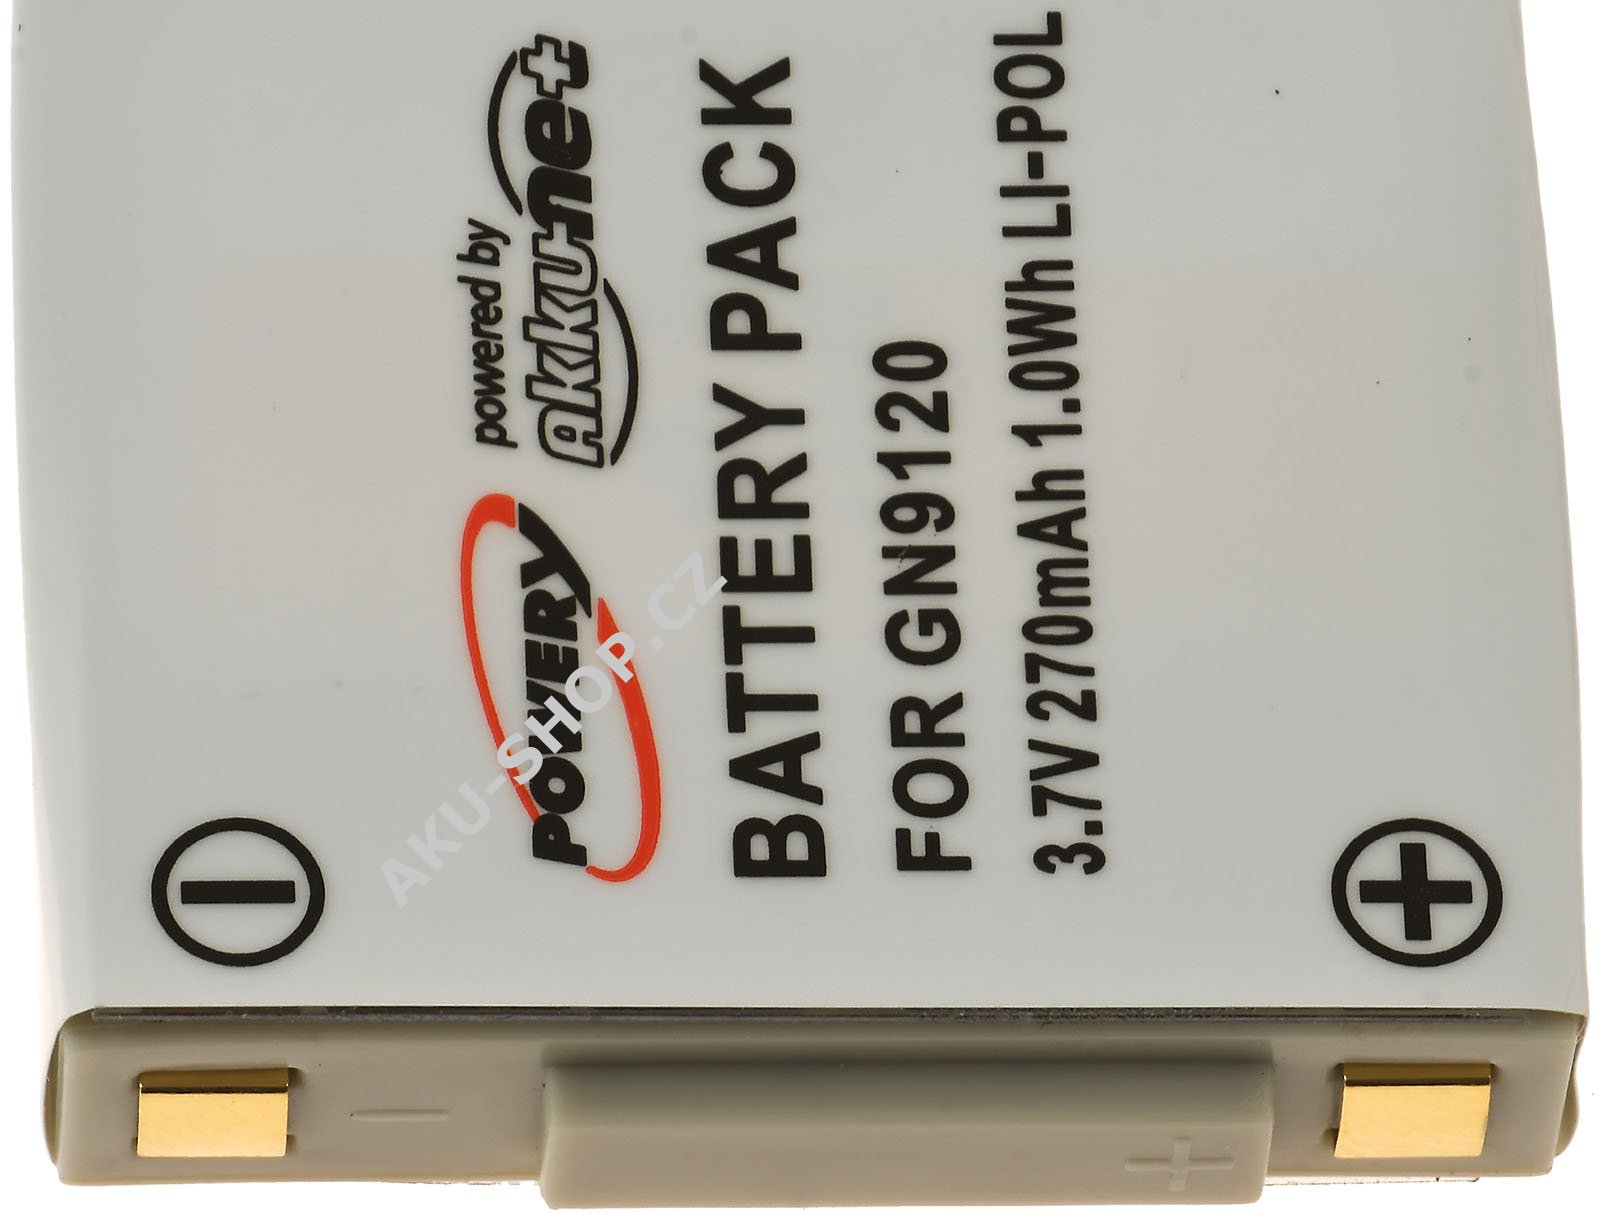 POWERY
powered by
akku-net
BATTERY PACK
FOR GN9120
3.7V 270mAh 1.0Wh LI-POL
AKU-SHOP.CZ